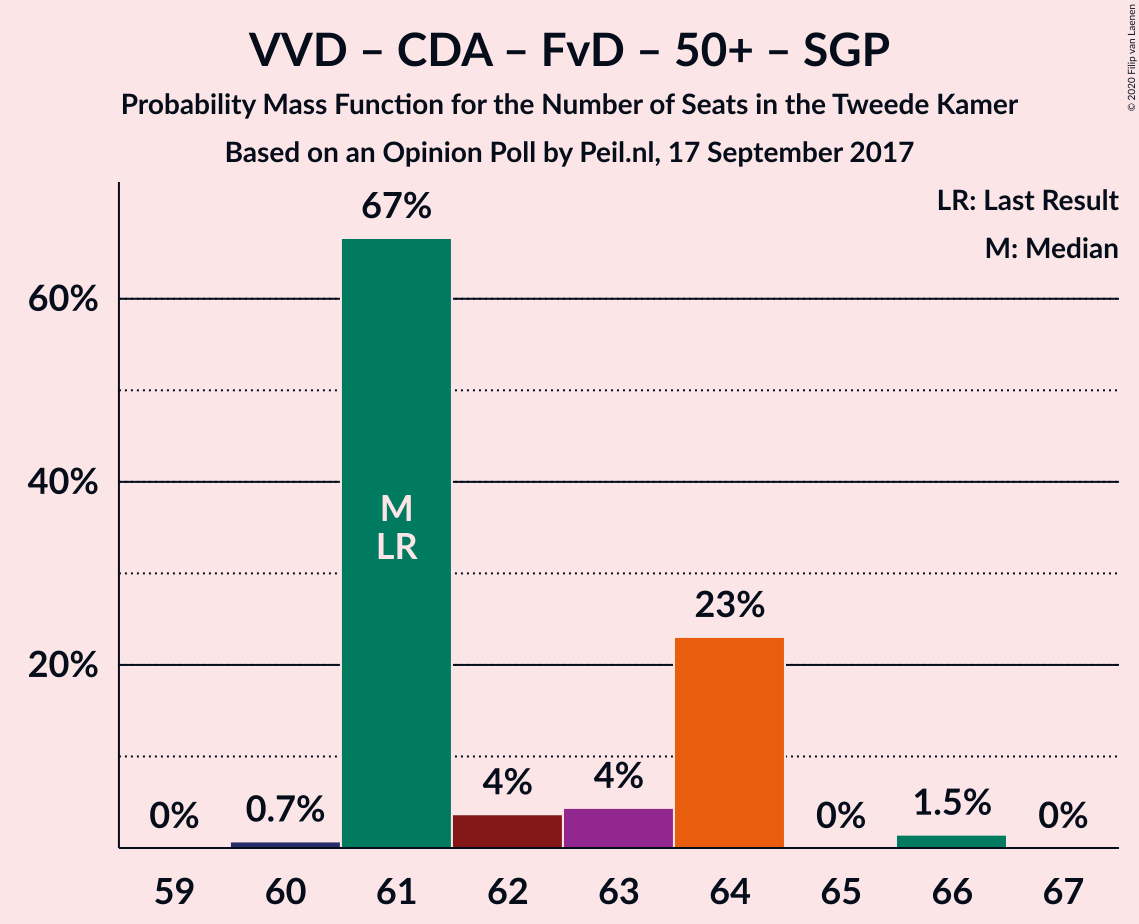 VVD – CDA – FvD – 50+ – SGP
Probability Mass Function for the Number of Seats in the Tweede Kamer
Based on an Opinion Poll by Peil.nl, 17 September 2017
© 2020 Filip van Laenen
LR: Last Result
M: Median
60%
40%
20%
0%
0.7%
67%
M
LR
4%
4%
23%
0%
1.5%
0%
59 60 61 62 63 64 65 66 67